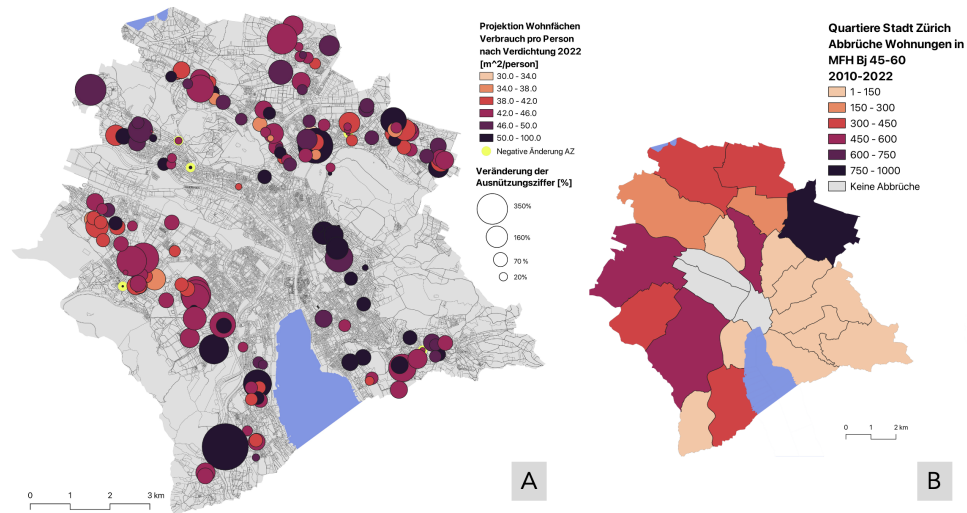 Projektion Wohnfächen
Verbrauch pro Person
nach Verdichtung 2022
[m^2/person]
30.0 - 34.0
34.0 - 38.0
38.0 - 42.0
42.0 - 46.0
46.0 - 50.0
50.0 - 100.0
Negative Änderung AZ
Veränderung der
Ausnützungsziffer [%]
350%
160%
70 %
20%
0 1 2 3 km
A
Quartiere Stadt Zürich
Abbrüche Wohnungen in
MFH Bj 45-60
2010-2022
1 - 150
150 - 300
300 - 450
450 - 600
600 - 750
750 - 1000
Keine Abbrüche
0 1 2 km
B